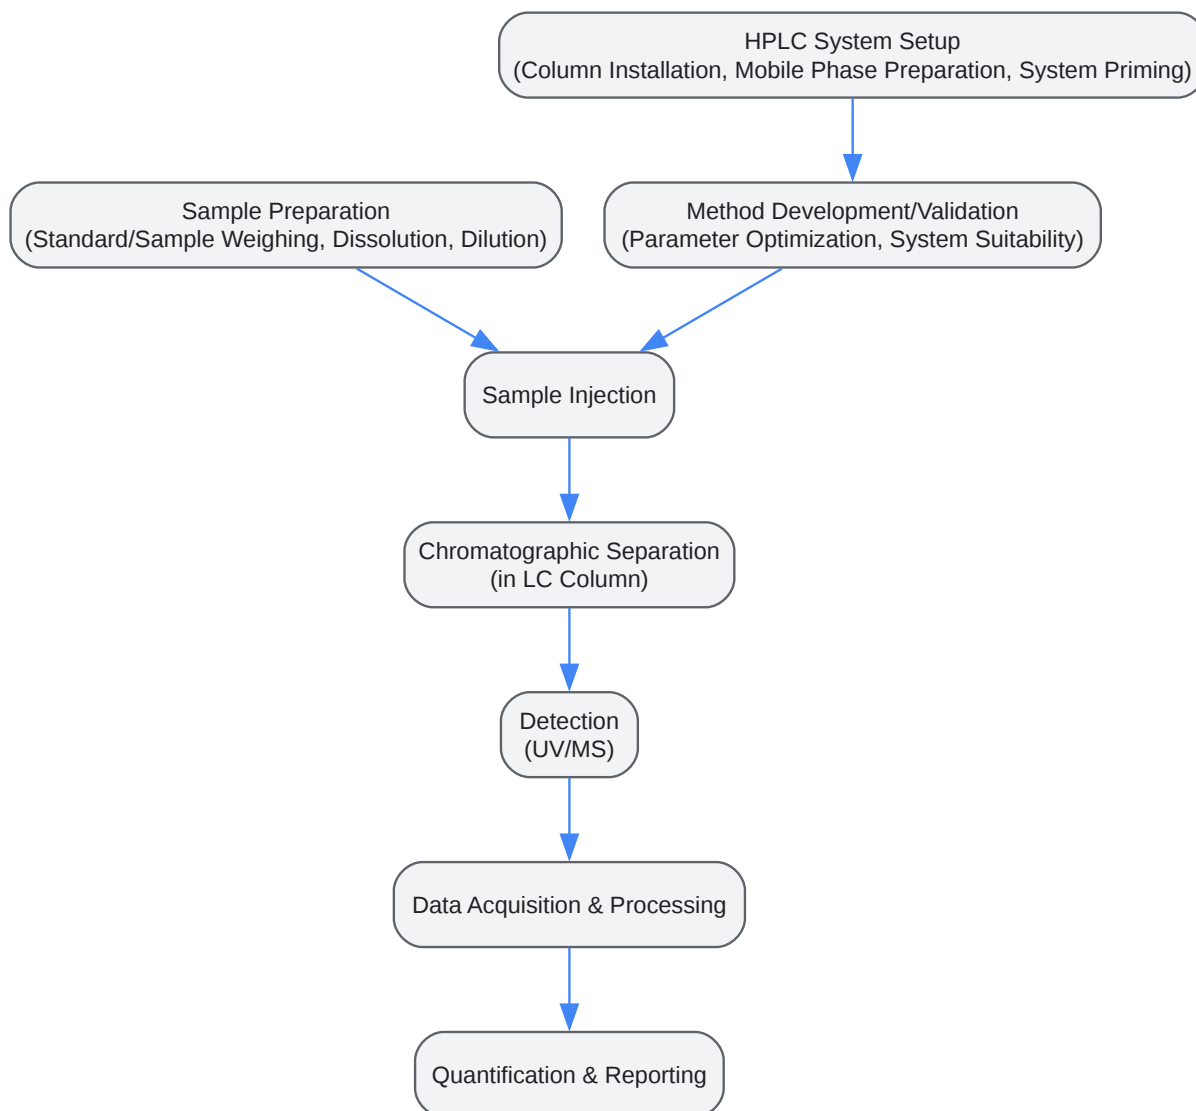 HPLC System Setup
(Column Installation, Mobile Phase Preparation, System Priming)
Sample Preparation
(Standard/Sample Weighing, Dissolution, Dilution)
Method Development/Validation
(Parameter Optimization, System Suitability)
Sample Injection
Chromatographic Separation
(in LC Column)
Detection
(UV/MS)
Data Acquisition & Processing
Quantification & Reporting